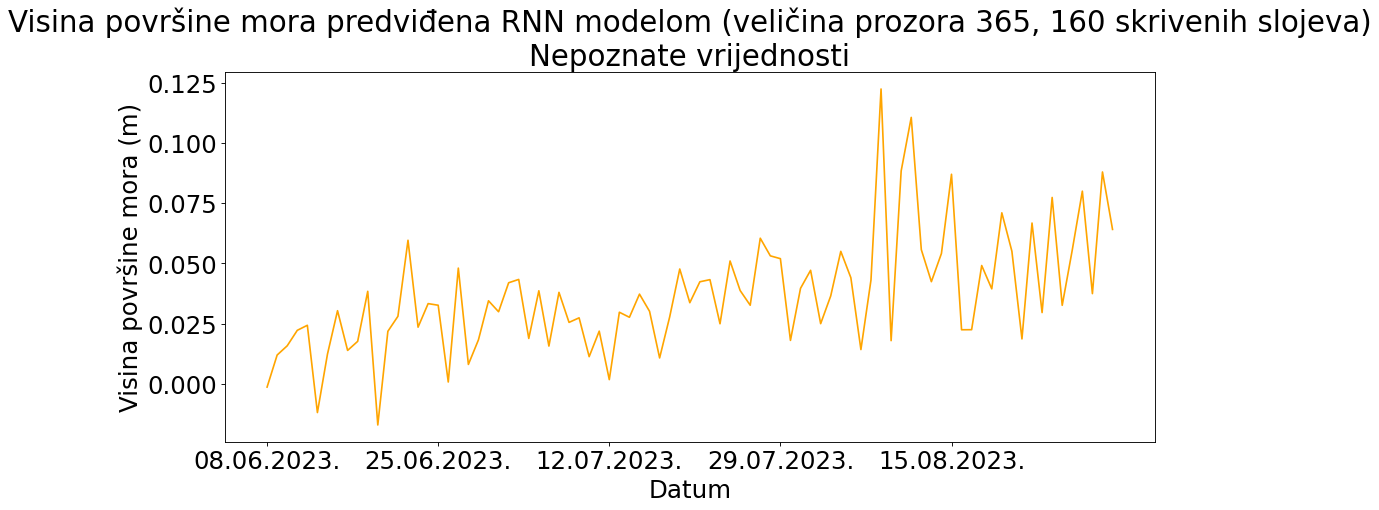 Visina površine mora predviđena RNN modelom (veličina prozora 365, 160 skrivenih slojeva)
Nepoznate vrijednosti
Visina površine mora (m)
0.125
0.100
0.075
0.050
0.025
0.000
08.06.2023. 25.06.2023. 12.07.2023. 29.07.2023. 15.08.2023.
Datum